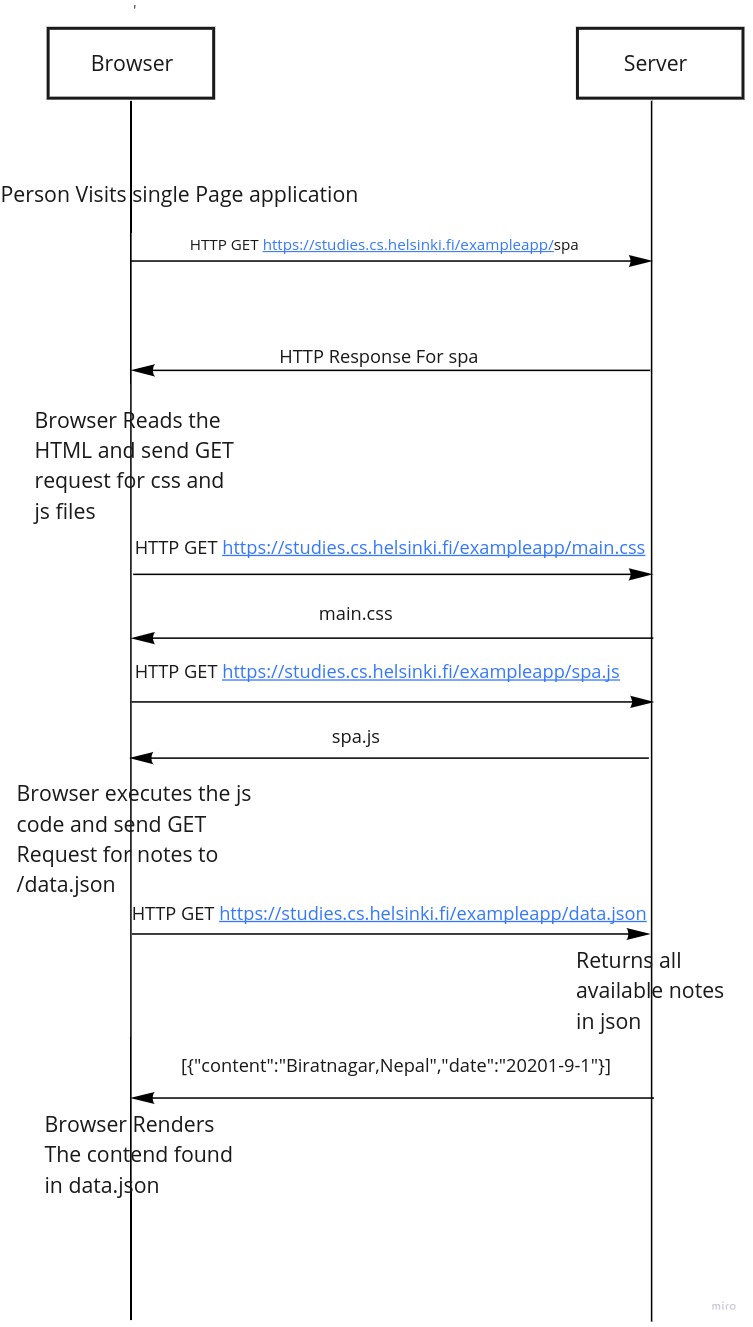 '
Browser
Server
Person Visits single Page application
HTTP GET https://studies.cs.helsinki.fi/exampleapp/spa
HTTP Response For spa
Browser Reads the
HTML and send GET
request for css and
js files
HTTP GET https://studies.cs.helsinki.fi/exampleapp/main.css
main.css
HTTP GET https://studies.cs.helsinki.fi/exampleapp/spa.js
spa.js
Browser executes the js
code and send GET
Request for notes to
/data.json
HTTP GET https://studies.cs.helsinki.fi/exampleapp/data.json
Returns all
available notes
in json
[{"content":"Biratnagar,Nepal","date":"20201-9-1"}]
Browser Renders
The contend found
in data.json
miro